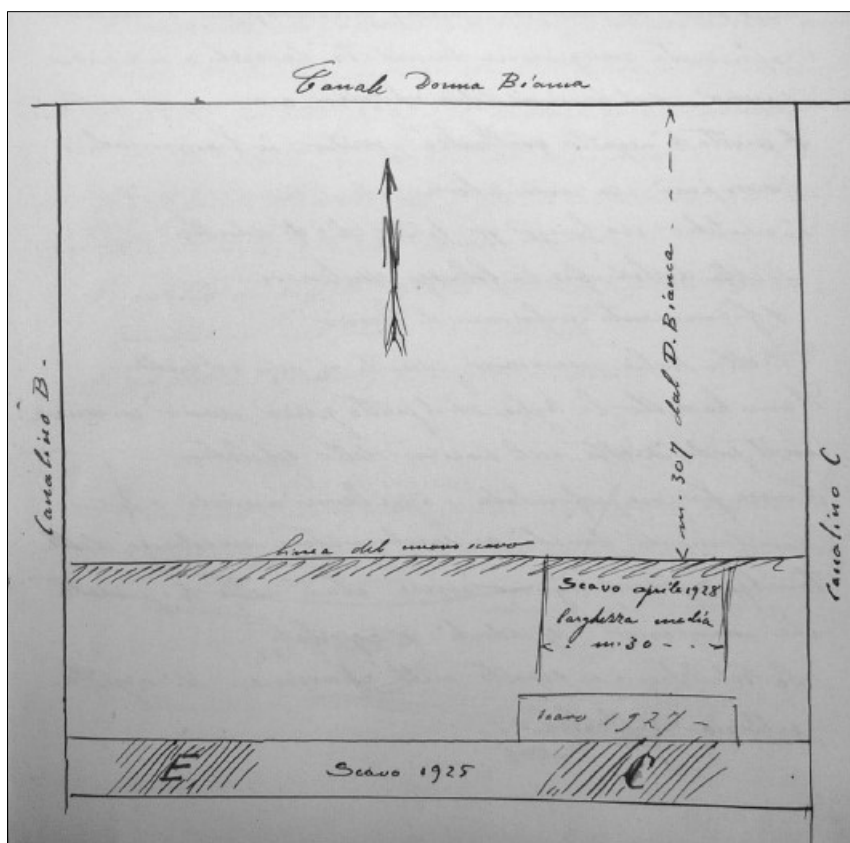 Canale Donna Bianca
Canalino B -
m. 307 dal D. Bianca
Canalino C
Linea del nuovo scavo
Scavo aprile 1928
larghezza media
m. 30 -
scavo 1927 -
E
Scavo 1925
C